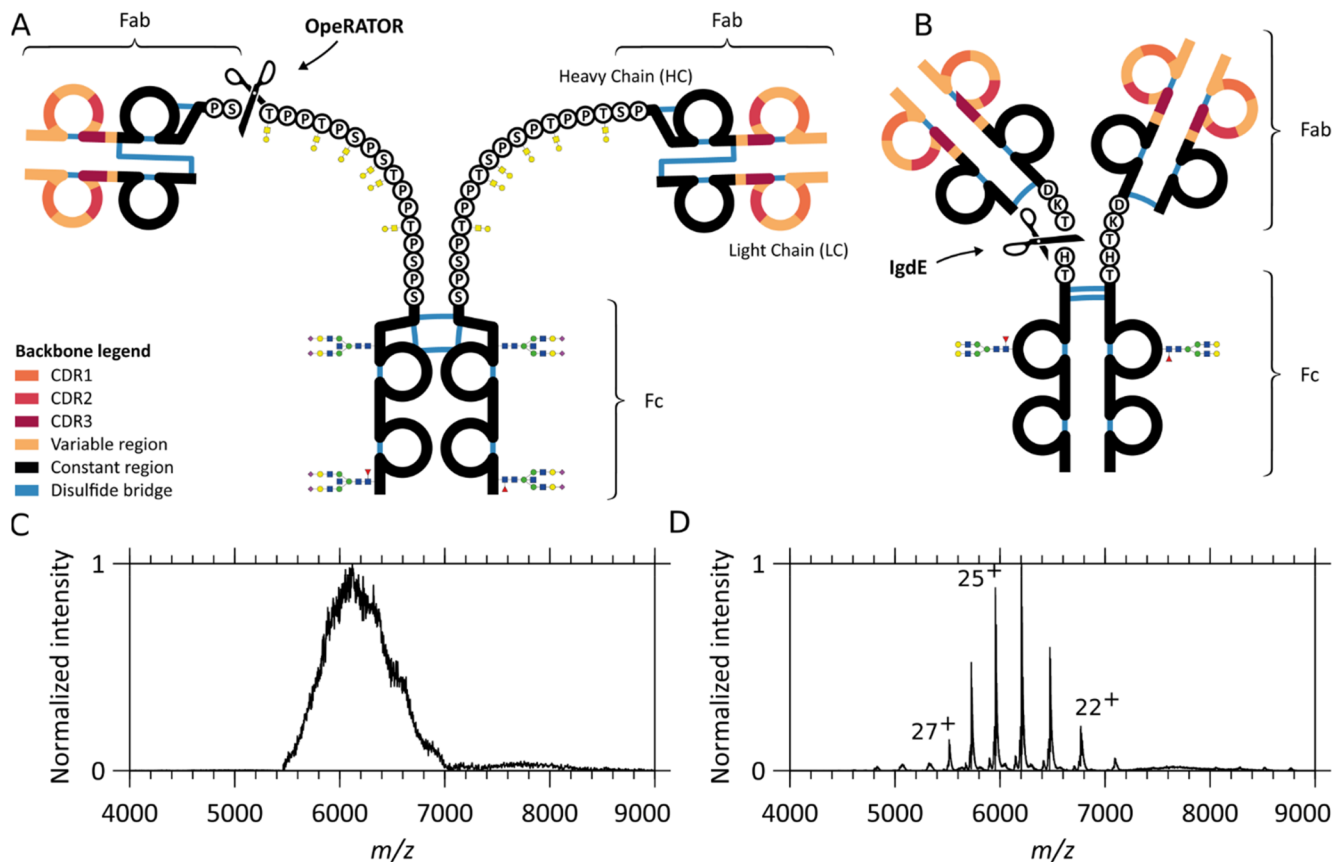 A
Fab
OpeRATOR
Fab
Heavy Chain (HC)
P S T P P T P S P S T P P T P S P S
P S T P P T P S P S T P P T P S P S
Light Chain (LC)
Fc
Backbone legend
CDR1
CDR2
CDR3
Variable region
Constant region
Disulfide bridge
B
Fab
D K T H T
D K T H T
IgdE
Fc
C
Normalized intensity
1
0
4000 5000 6000 7000 8000 9000
m/z
D
Normalized intensity
1
0
27+
25+
22+
4000 5000 6000 7000 8000 9000
m/z